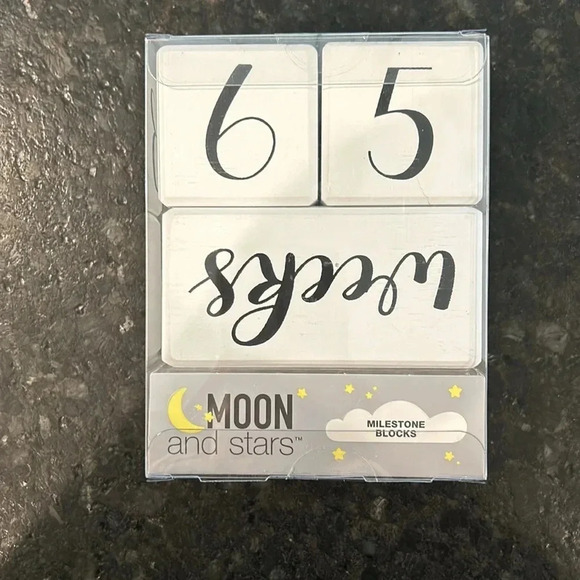 6 5
weeks
MOON
and stars™
MILESTONE
BLOCKS